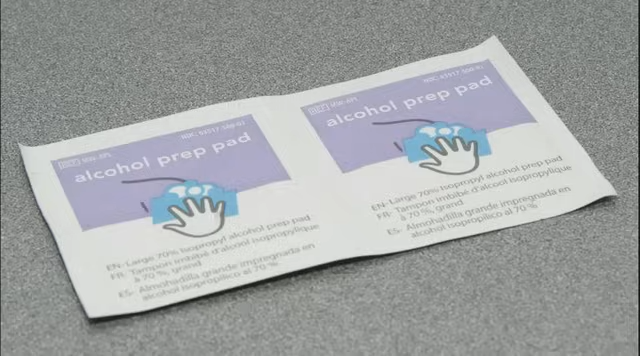 alcohol prep pad
EN- Large 70% isopropyl alcohol prep pad
FR- Tampon imbibé d'alcool isopropylique
à 70 %, grand
ES- Almohadilla grande impregnada en
alcohol isopropílico al 70 %
alcohol prep pad
EN- Large 70% isopropyl alcohol prep pad
FR- Tampon imbibé d'alcool isopropylique
à 70 %, grand
ES- Almohadilla grande impregnada en
alcohol isopropílico al 70 %